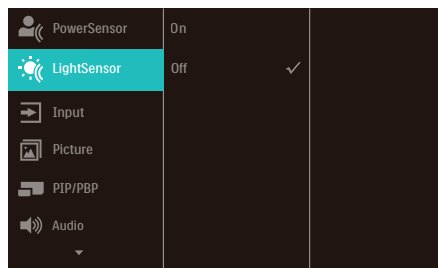 PowerSensor
LightSensor
Input
Picture
PIP/PBP
Audio
On
Off